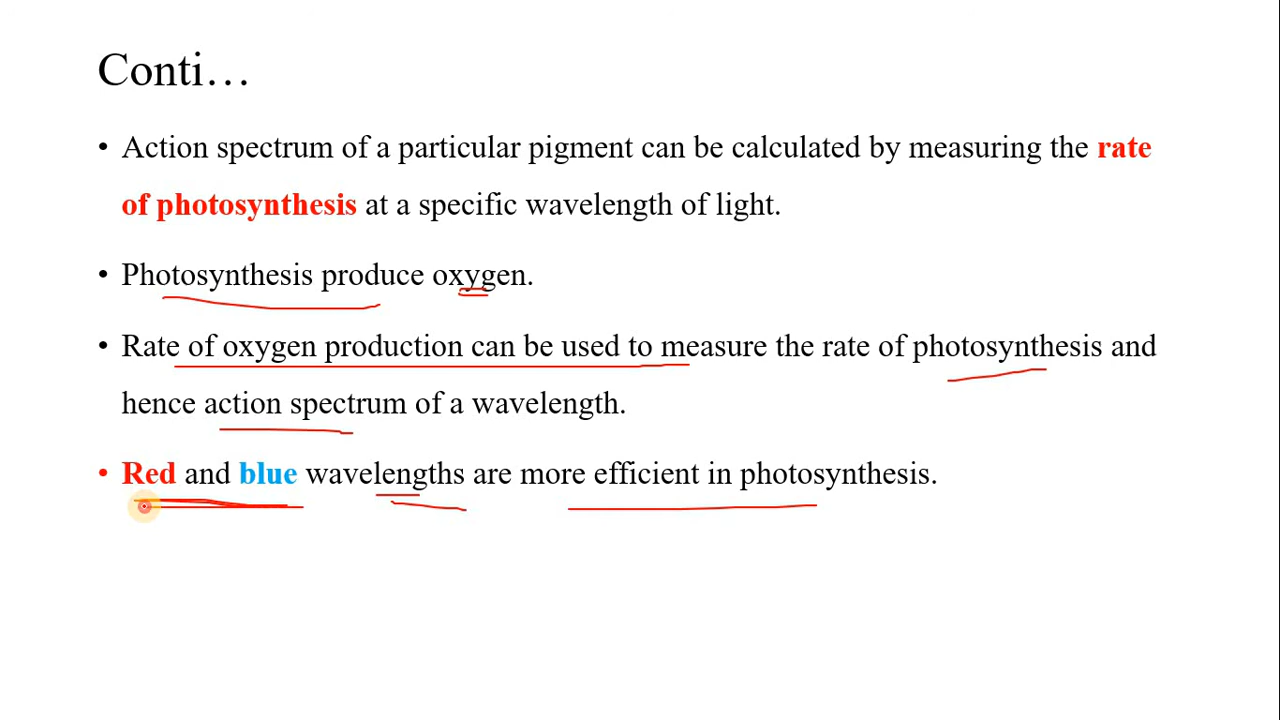 Conti…
• Action spectrum of a particular pigment can be calculated by measuring the rate
of photosynthesis at a specific wavelength of light.
• Photosynthesis produce oxygen.
• Rate of oxygen production can be used to measure the rate of photosynthesis and
hence action spectrum of a wavelength.
• Red and blue wavelengths are more efficient in photosynthesis.